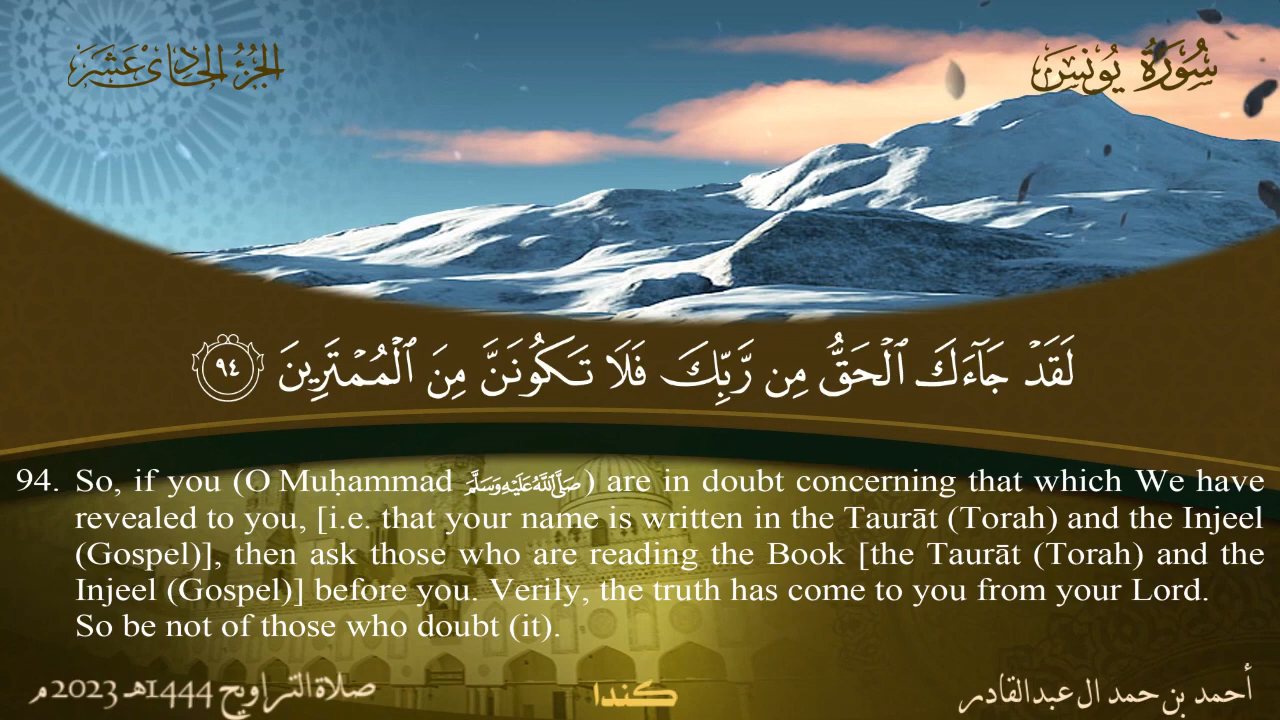 سُورَةُ يُونُسَ
الجُزْءُ الحَادِي عَشَرَ
لَقَدۡ جَآءَكَ ٱلۡحَقُّ مِن رَّبِّكَ فَلَا تَكُونَنَّ مِنَ ٱلۡمُمۡتَرِينَ ٩٤
94. So, if you (O Muḥammad صَلَّى اللَّهُ عَلَيْهِ وَسَلَّمَ) are in doubt concerning that which We have
revealed to you, [i.e. that your name is written in the Taurāt (Torah) and the Injeel
(Gospel)], then ask those who are reading the Book [the Taurāt (Torah) and the
Injeel (Gospel)] before you. Verily, the truth has come to you from your Lord.
So be not of those who doubt (it).
أحمد بن حمد ال عبدالقادر
كندا
صلاة التراويح 1444هـ 2023م